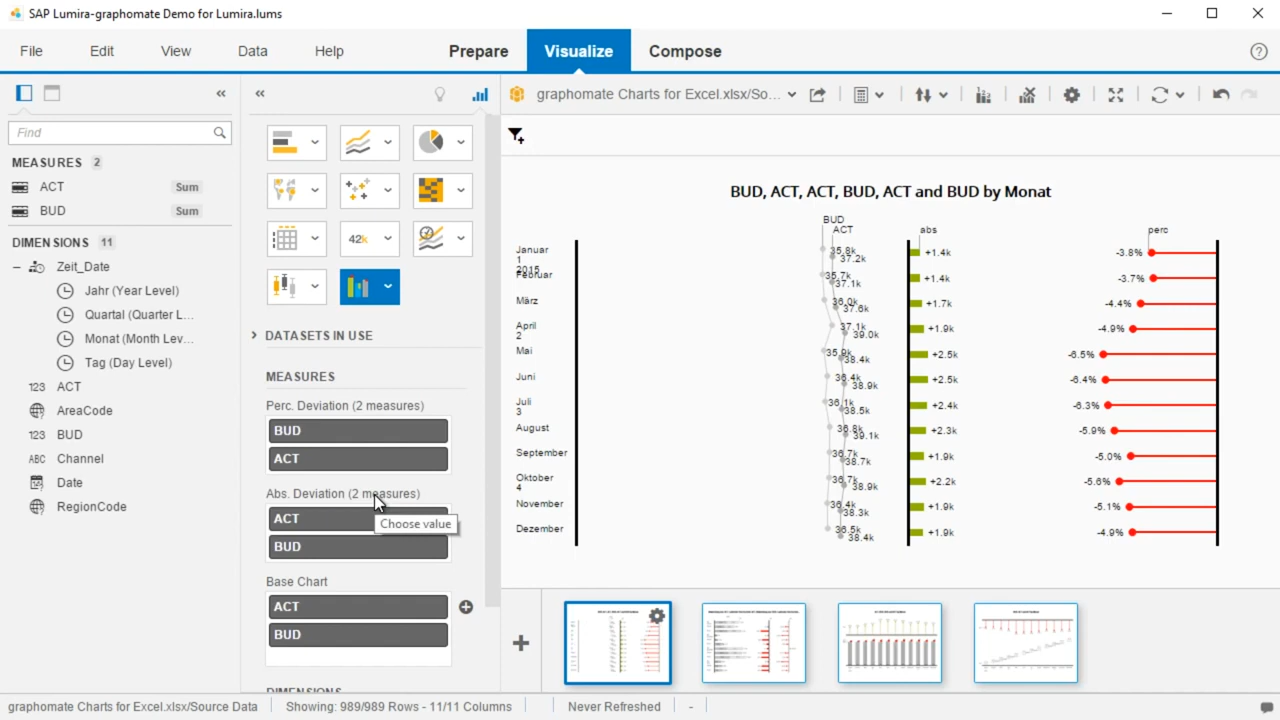 SAP Lumira-graphomate Demo for Lumira.lums
File Edit View Data Help Prepare Visualize Compose
graphomate Charts for Excel.xlsx/So...
Find
MEASURES 2
ACT Sum
BUD Sum
DIMENSIONS 11
Zeit_Date
Jahr (Year Level)
Quartal (Quarter L...
Monat (Month Lev...
Tag (Day Level)
123 ACT
AreaCode
123 BUD
ABC Channel
Date
RegionCode
42k
DATASETS IN USE
MEASURES
Perc. Deviation (2 measures)
BUD
ACT
Abs. Deviation (2 measures)
ACT
Choose value
BUD
Base Chart
ACT
BUD
DIMENSIONS
BUD, ACT, ACT, BUD, ACT and BUD by Monat
BUD
ACT abs perc
Januar 35.8k 37.2k +1.4k -3.8%
1
2015
Februar 35.7k 37.1k +1.4k -3.7%
März 36.0k 37.6k +1.7k -4.4%
April 37.1k 39.0k +1.9k -4.9%
2
Mai 35.9k 38.4k +2.5k -6.5%
Juni 36.4k 38.9k +2.5k -6.4%
Juli 36.1k 38.5k +2.4k -6.3%
3
August 36.8k 39.1k +2.3k -5.9%
September 36.7k 38.7k +1.9k -5.0%
Oktober 36.7k 38.9k +2.2k -5.6%
4
November 36.4k 38.3k +1.9k -5.1%
Dezember 36.5k 38.4k +1.9k -4.9%
graphomate Charts for Excel.xlsx/Source Data Showing: 989/989 Rows - 11/11 Columns Never Refreshed -